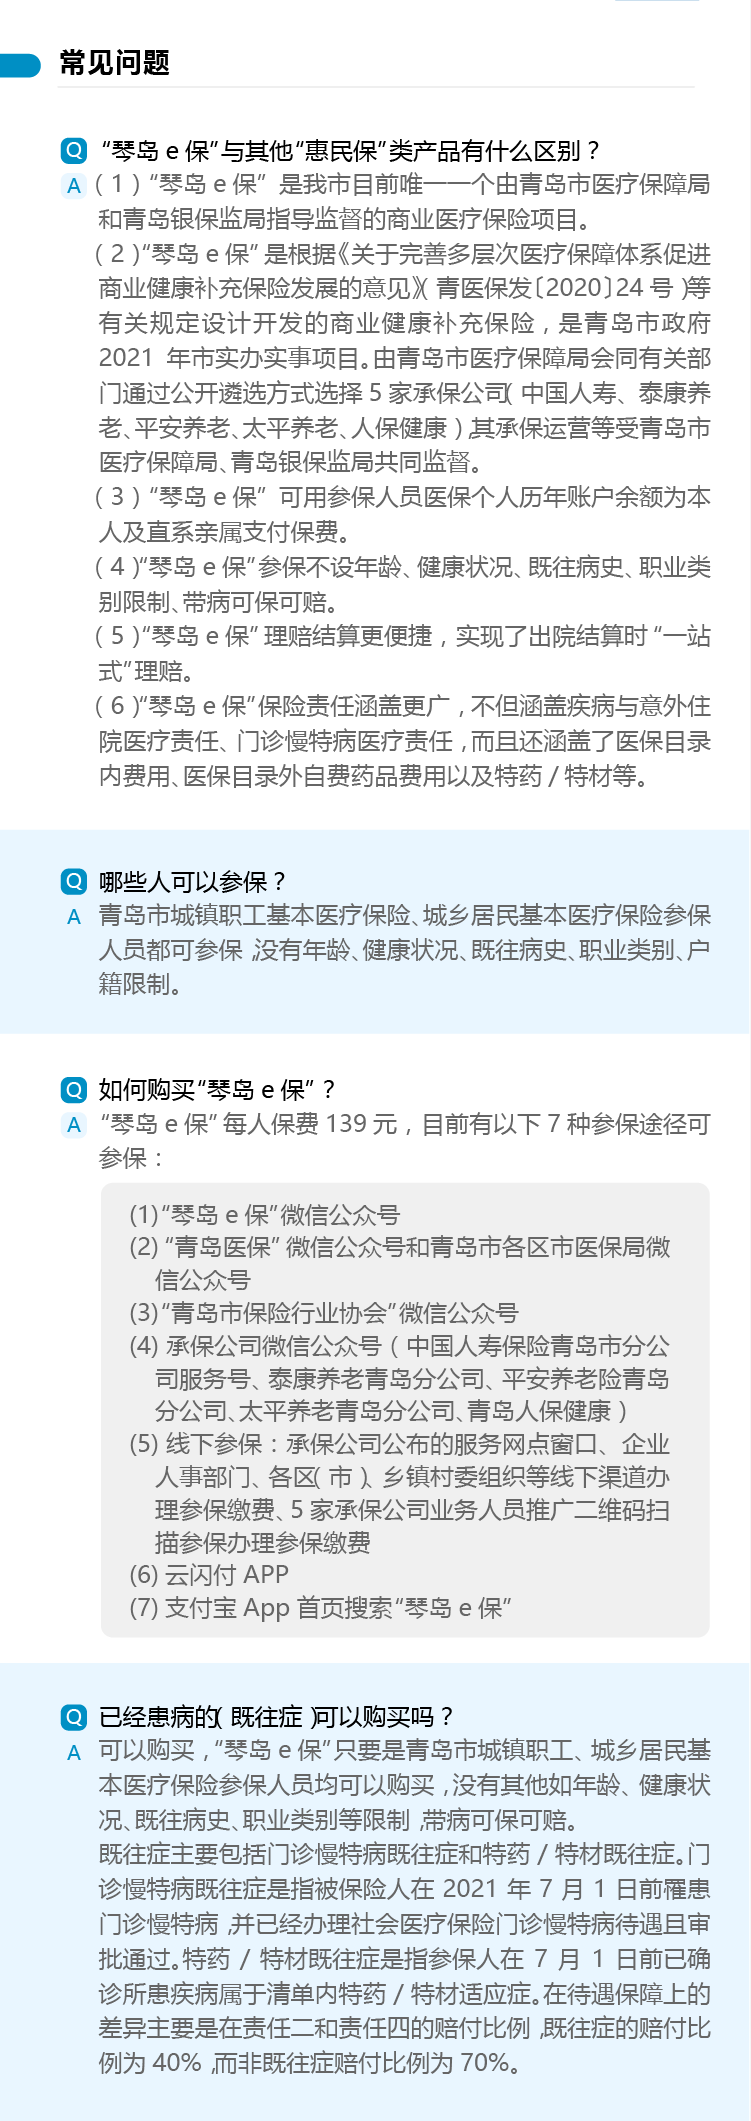 常见问题
Q “琴岛 e 保”与其他“惠民保”类产品有什么区别？
A （1）“琴岛 e 保” 是我市目前唯一一个由青岛市医疗保障局
和青岛银保监局指导监督的商业医疗保险项目。
（2）“琴岛 e 保”是根据《关于完善多层次医疗保障体系促进
商业健康补充保险发展的意见》（青医保发〔2020〕24 号）等
有关规定设计开发的商业健康补充保险，是青岛市政府
2021 年市实办实事项目。由青岛市医疗保障局会同有关部
门通过公开遴选方式选择 5 家承保公司（中国人寿、泰康养
老、平安养老、太平养老、人保健康），其承保运营等受青岛市
医疗保障局、青岛银保监局共同监督。
（3）“琴岛 e 保” 可用参保人员医保个人历年账户余额为本
人及直系亲属支付保费。
（4）“琴岛 e 保”参保不设年龄、健康状况、既往病史、职业类
别限制、带病可保可赔。
（5）“琴岛 e 保”理赔结算更便捷，实现了出院结算时“一站
式”理赔。
（6）“琴岛 e 保”保险责任涵盖更广，不但涵盖疾病与意外住
院医疗责任、门诊慢特病医疗责任，而且还涵盖了医保目录
内费用、医保目录外自费药品费用以及特药 / 特材等。
Q 哪些人可以参保？
A 青岛市城镇职工基本医疗保险、城乡居民基本医疗保险参保
人员都可参保，没有年龄、健康状况、既往病史、职业类别、户
籍限制。
Q 如何购买“琴岛 e 保”？
A “琴岛 e 保”每人保费 139 元，目前有以下 7 种参保途径可
参保：
(1)“琴岛 e 保”微信公众号
(2) “青岛医保” 微信公众号和青岛市各区市医保局微
信公众号
(3)“青岛市保险行业协会”微信公众号
(4) 承保公司微信公众号（中国人寿保险青岛市分公
司服务号、泰康养老青岛分公司、平安养老险青岛
分公司、太平养老青岛分公司、青岛人保健康）
(5) 线下参保：承保公司公布的服务网点窗口、企业
人事部门、各区（市）、乡镇村委组织等线下渠道办
理参保缴费、5 家承保公司业务人员推广二维码扫
描参保办理参保缴费
(6) 云闪付 APP
(7) 支付宝 App 首页搜索“琴岛 e 保”
Q 已经患病的（既往症）可以购买吗？
A 可以购买，“琴岛 e 保”只要是青岛市城镇职工、城乡居民基
本医疗保险参保人员均可以购买，没有其他如年龄、健康状
况、既往病史、职业类别等限制，带病可保可赔。
既往症主要包括门诊慢特病既往症和特药 / 特材既往症。门
诊慢特病既往症是指被保险人在 2021 年 7 月 1 日前罹患
门诊慢特病，并已经办理社会医疗保险门诊慢特病待遇且审
批通过。特药 / 特材既往症是指参保人在 7 月 1 日前已确
诊所患疾病属于清单内特药 / 特材适应症。在待遇保障上的
差异主要是在责任二和责任四的赔付比例，既往症的赔付比
例为 40%，而非既往症赔付比例为 70%。